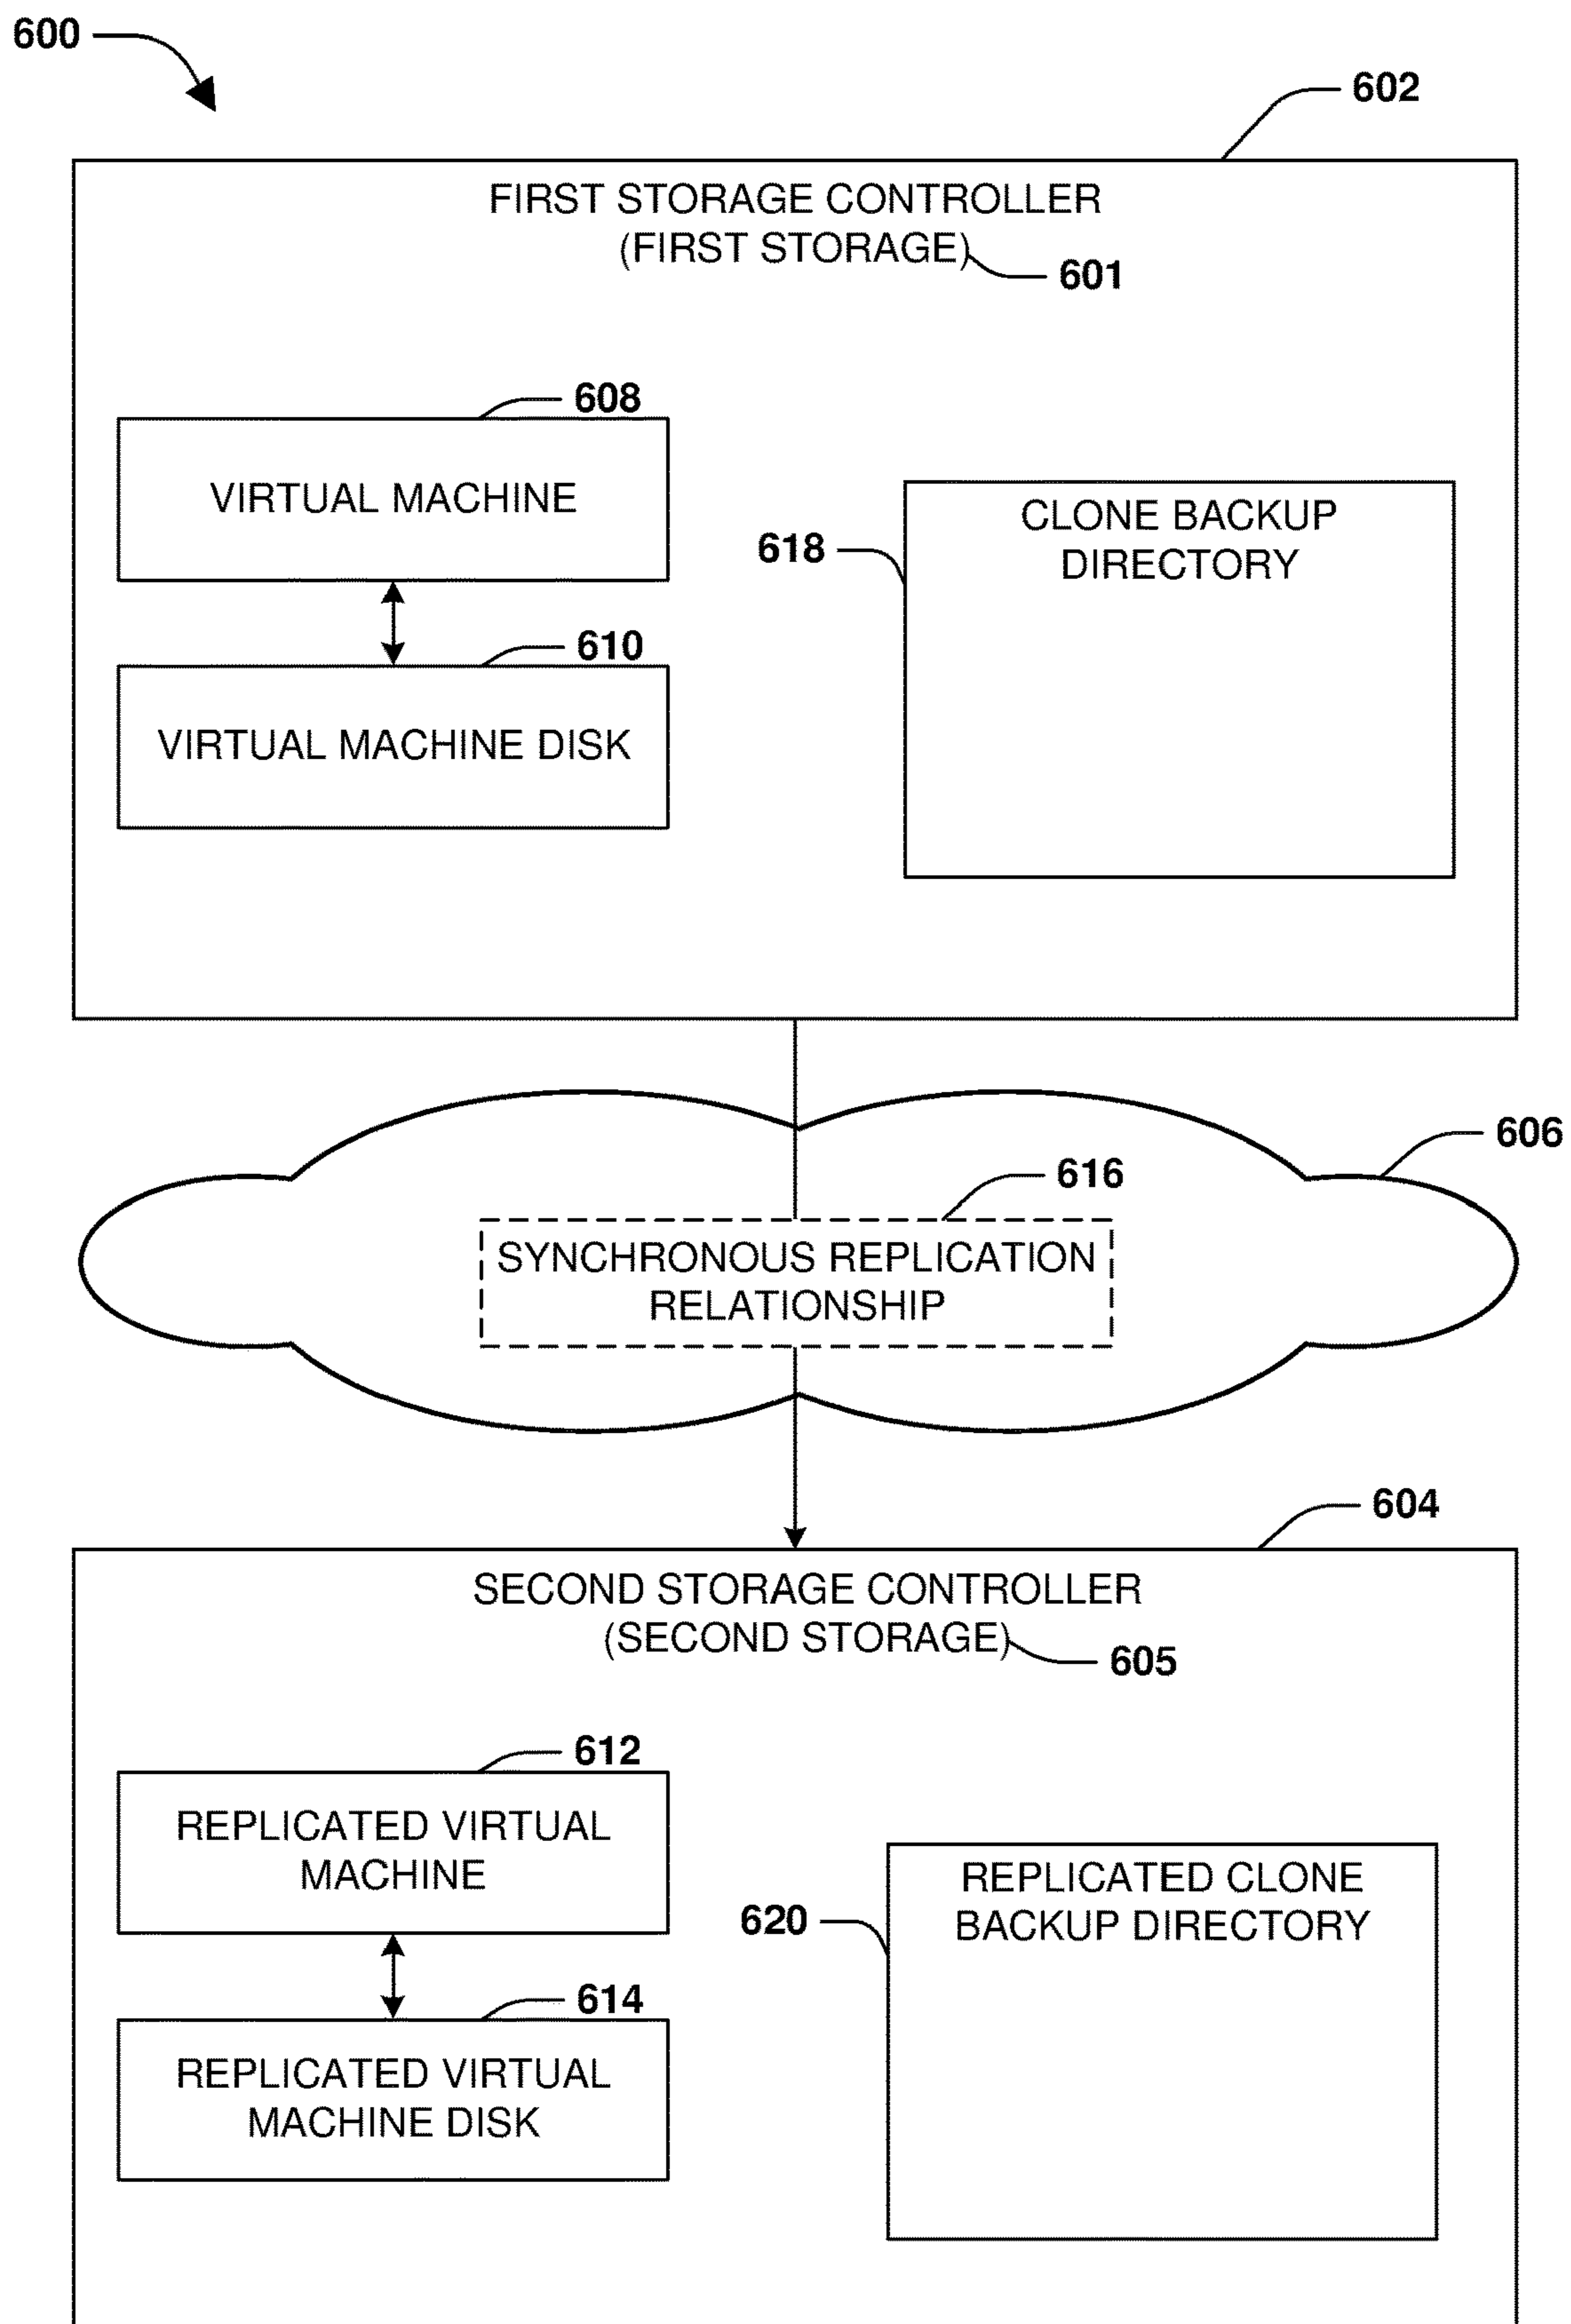 600
602
FIRST STORAGE CONTROLLER
(FIRST STORAGE)
601
608
VIRTUAL MACHINE
610
VIRTUAL MACHINE DISK
618
CLONE BACKUP
DIRECTORY
606
616
SYNCHRONOUS REPLICATION
RELATIONSHIP
604
SECOND STORAGE CONTROLLER
(SECOND STORAGE)
605
612
REPLICATED VIRTUAL
MACHINE
614
REPLICATED VIRTUAL
MACHINE DISK
620
REPLICATED CLONE
BACKUP DIRECTORY